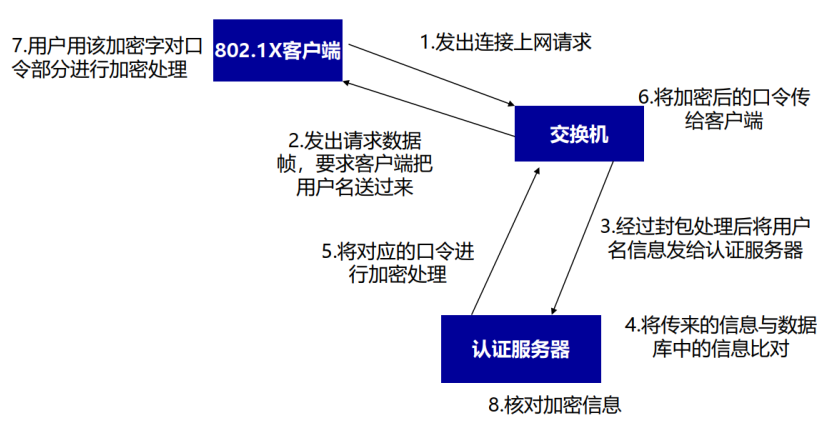 7.用户用该加密字对口
令部分进行加密处理
802.1X客户端
1.发出连接上网请求
6.将加密后的口令传
给客户端
交换机
2.发出请求数据
帧，要求客户端把
用户名送过来
3.经过封包处理后将用户
名信息发给认证服务器
5.将对应的口令进
行加密处理
4.将传来的信息与数据
库中的信息比对
认证服务器
8.核对加密信息